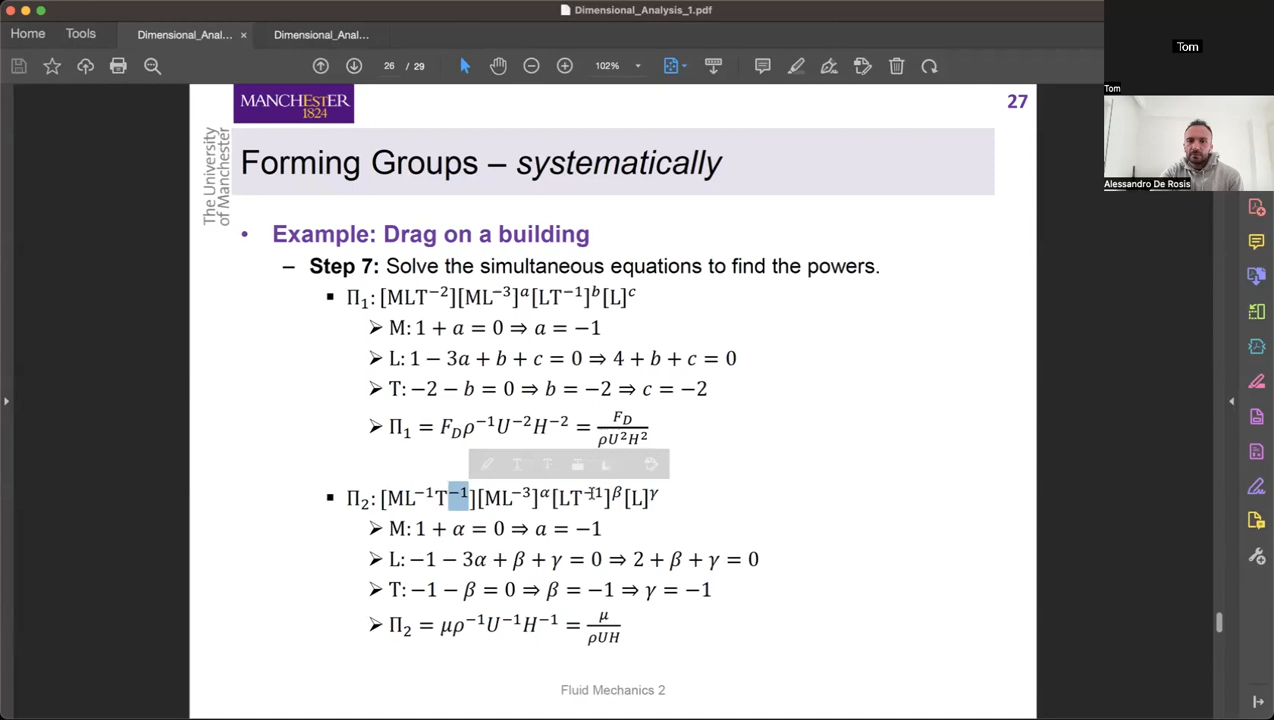 Dimensional_Analysis_1.pdf
Home
Tools
Dimensional_Anal...
×
Dimensional_Anal...
26 / 29
102%
Tom
Tom
Alessandro De Rosis
MANCHESTER
1824
The University
of Manchester
27
Forming Groups – systematically
• Example: Drag on a building
– Step 7: Solve the simultaneous equations to find the powers.
▪ Π₁: [MLT⁻²][ML⁻³]ᵃ[LT⁻¹]ᵇ[L]ᶜ
➢ M: 1 + a = 0 ⇒ a = −1
➢ L: 1 − 3a + b + c = 0 ⇒ 4 + b + c = 0
➢ T: −2 − b = 0 ⇒ b = −2 ⇒ c = −2
➢ Π₁ = F_D ρ⁻¹U⁻²H⁻² = F_D / ρU²H²
▪ Π₂: [ML⁻¹T⁻¹][ML⁻³]^α[LT⁻¹]^β[L]^γ
➢ M: 1 + α = 0 ⇒ a = −1
➢ L: −1 − 3α + β + γ = 0 ⇒ 2 + β + γ = 0
➢ T: −1 − β = 0 ⇒ β = −1 ⇒ γ = −1
➢ Π₂ = μρ⁻¹U⁻¹H⁻¹ = μ / ρUH
Fluid Mechanics 2